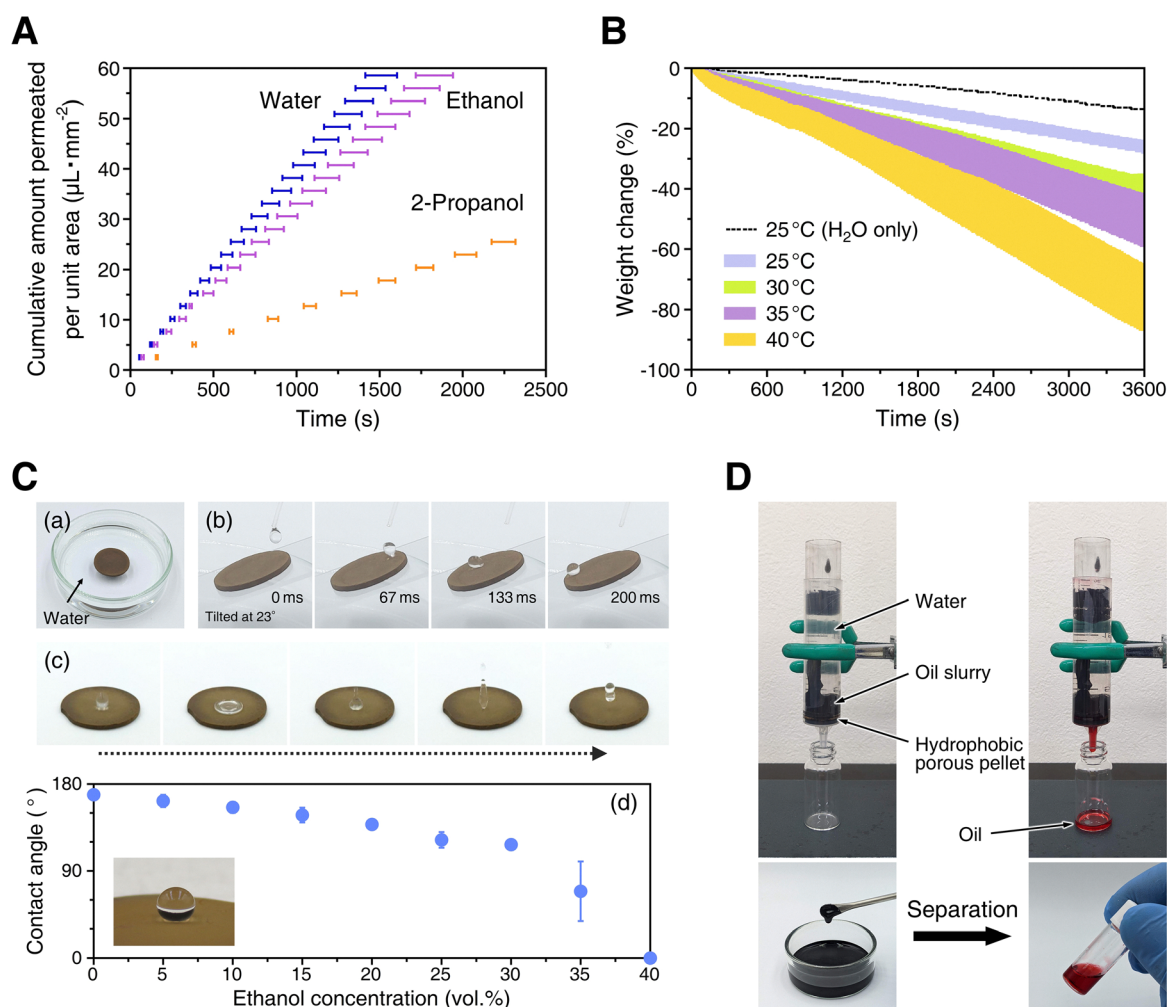 A
Cumulative amount permeated
per unit area (μL·mm⁻²)
60
50
40
30
20
10
0
Water
Ethanol
2-Propanol
0
500
1000
1500
2000
2500
Time (s)
B
Weight change (%)
0
-20
-40
-60
-80
-100
25°C (H₂O only)
25°C
30°C
35°C
40°C
0
600
1200
1800
2400
3000
3600
Time (s)
C
(a)
Water
(b)
0 ms
Tilted at 23°
67 ms
133 ms
200 ms
(c)
(d)
Contact angle (°)
180
90
0
0
5
10
15
20
25
30
35
40
Ethanol concentration (vol.%)
D
Water
Oil slurry
Hydrophobic
porous pellet
Oil
Separation